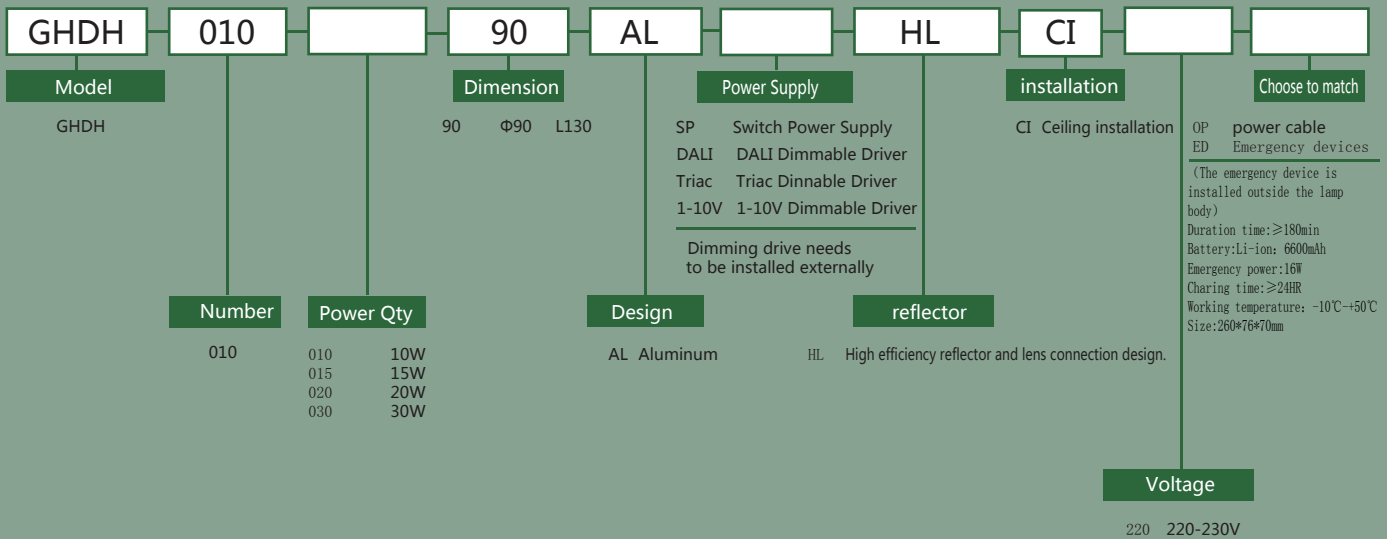 GHDH 010 90 AL HL CI
Model
GHDH
Number
010
Power Qty
010 10W
015 15W
020 20W
030 30W
Dimension
90 Φ90 L130
Design
AL Aluminum
Power Supply
SP Switch Power Supply
DALI DALI Dimmable Driver
Triac Triac Dinnable Driver
1-10V 1-10V Dimmable Driver
Dimming drive needs
to be installed externally
reflector
HL High efficiency reflector and lens connection design.
installation
CI Ceiling installation
Voltage
220 220-230V
Choose to match
OP power cable
ED Emergency devices
(The emergency device is
installed outside the lamp
body)
Duration time:≥180min
Battery:Li-ion: 6600mAh
Emergency power:16W
Charing time:≥24HR
Working temperature: -10℃-+50℃
Size:260*76*70mm